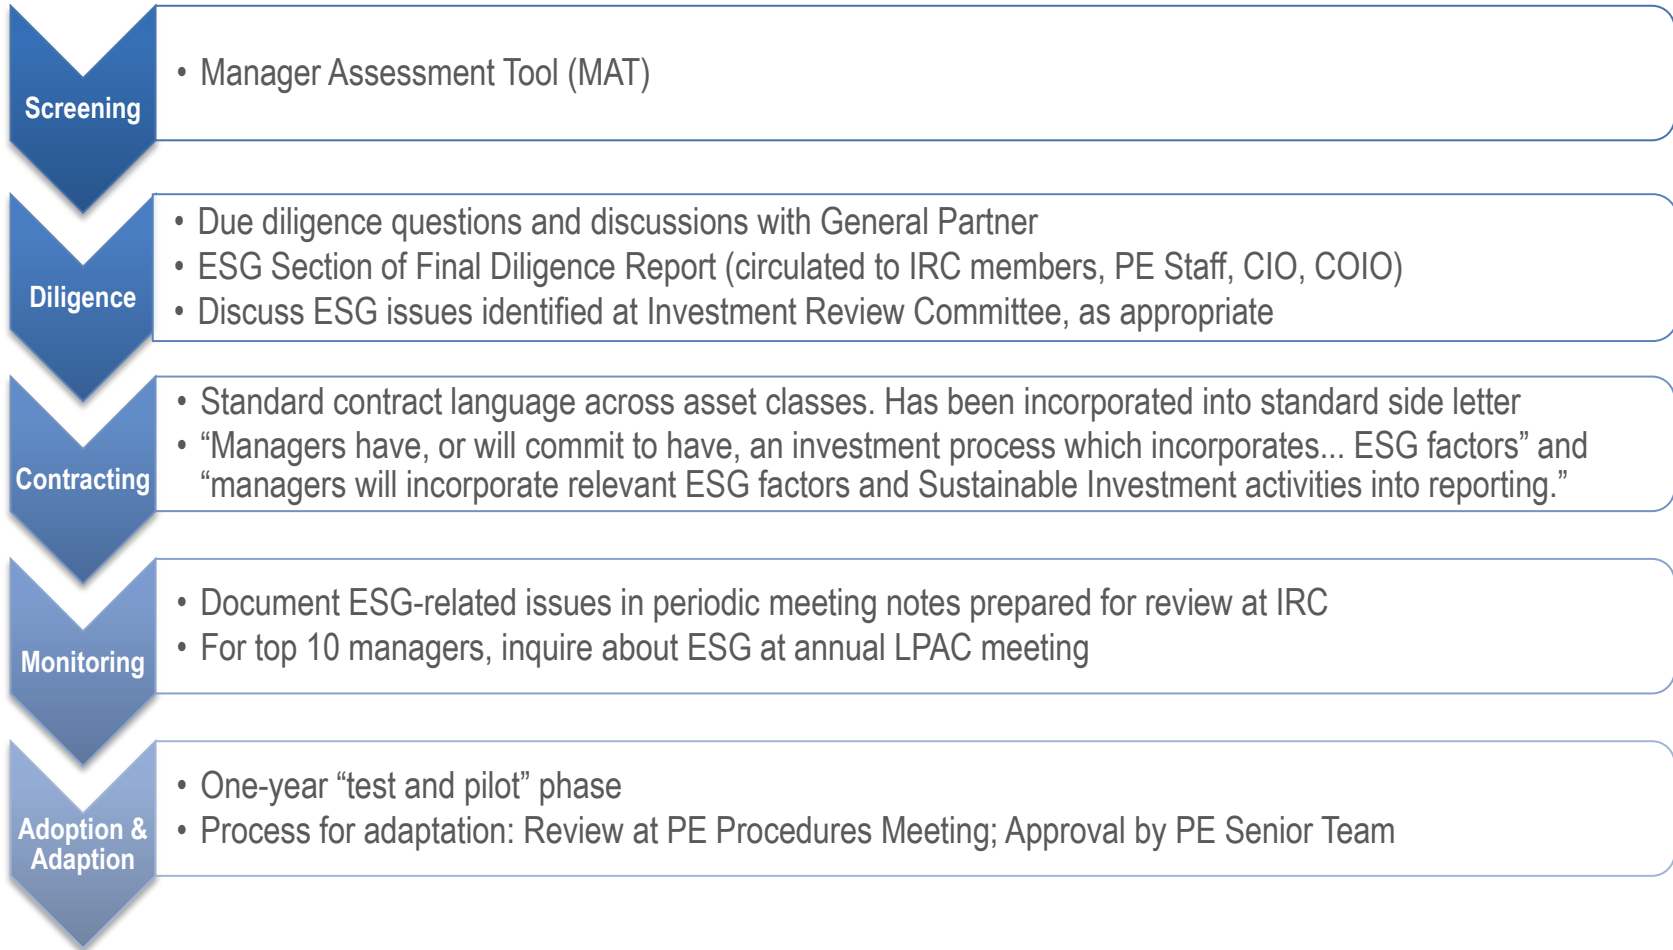 Screening
• Manager Assessment Tool (MAT)
Diligence
• Due diligence questions and discussions with General Partner
• ESG Section of Final Diligence Report (circulated to IRC members, PE Staff, CIO, COIO)
• Discuss ESG issues identified at Investment Review Committee, as appropriate
Contracting
• Standard contract language across asset classes. Has been incorporated into standard side letter
• “Managers have, or will commit to have, an investment process which incorporates... ESG factors” and
“managers will incorporate relevant ESG factors and Sustainable Investment activities into reporting.”
Monitoring
• Document ESG-related issues in periodic meeting notes prepared for review at IRC
• For top 10 managers, inquire about ESG at annual LPAC meeting
Adoption &
Adaption
• One-year “test and pilot” phase
• Process for adaptation: Review at PE Procedures Meeting; Approval by PE Senior Team